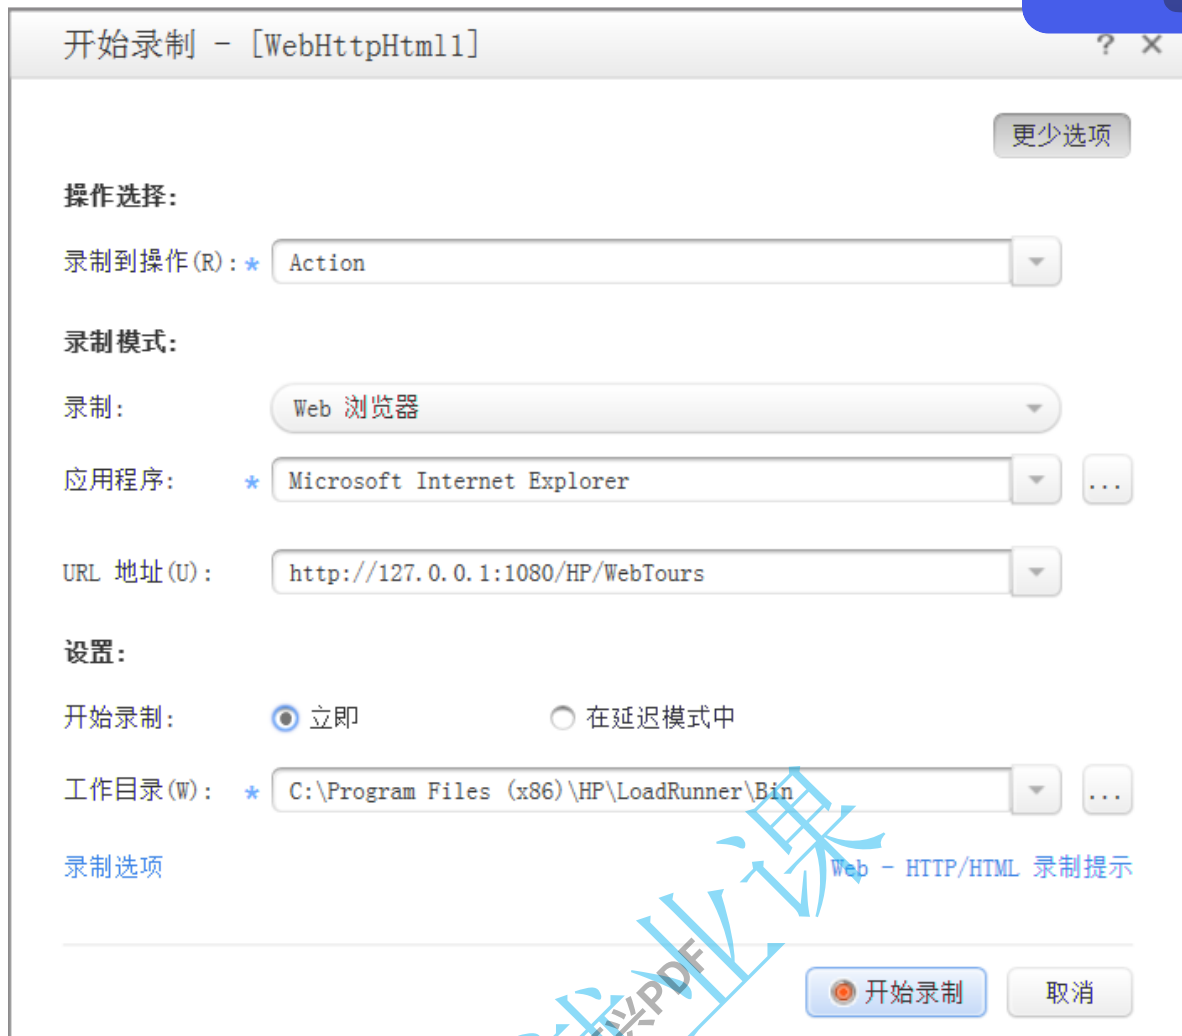 开始录制 - [WebHttpHtml1]
? ×
更少选项
操作选择:
录制到操作(R):* Action
录制模式:
录制: Web 浏览器
应用程序: * Microsoft Internet Explorer ...
URL 地址(U): http://127.0.0.1:1080/HP/WebTours
设置:
开始录制: 立即 在延迟模式中
工作目录(W): * C:\Program Files (x86)\HP\LoadRunner\Bin ...
录制选项 Web - HTTP/HTML 录制提示
业课
PDF
开始录制 取消